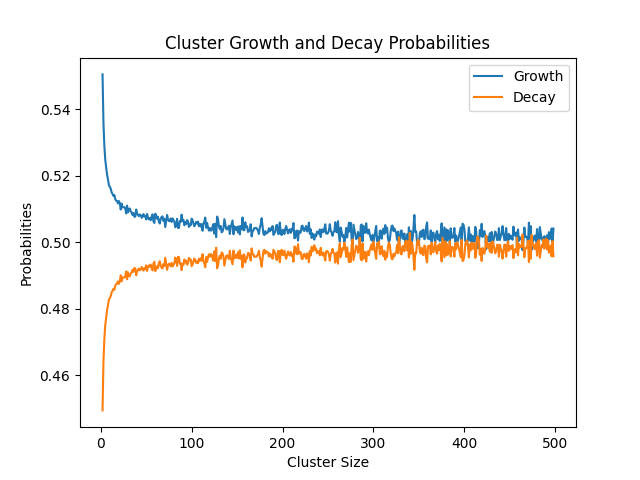 Cluster Growth and Decay Probabilities
Growth
Decay
0.54
0.52
0.50
0.48
0.46
Probabilities
0
100
200
300
400
500
Cluster Size